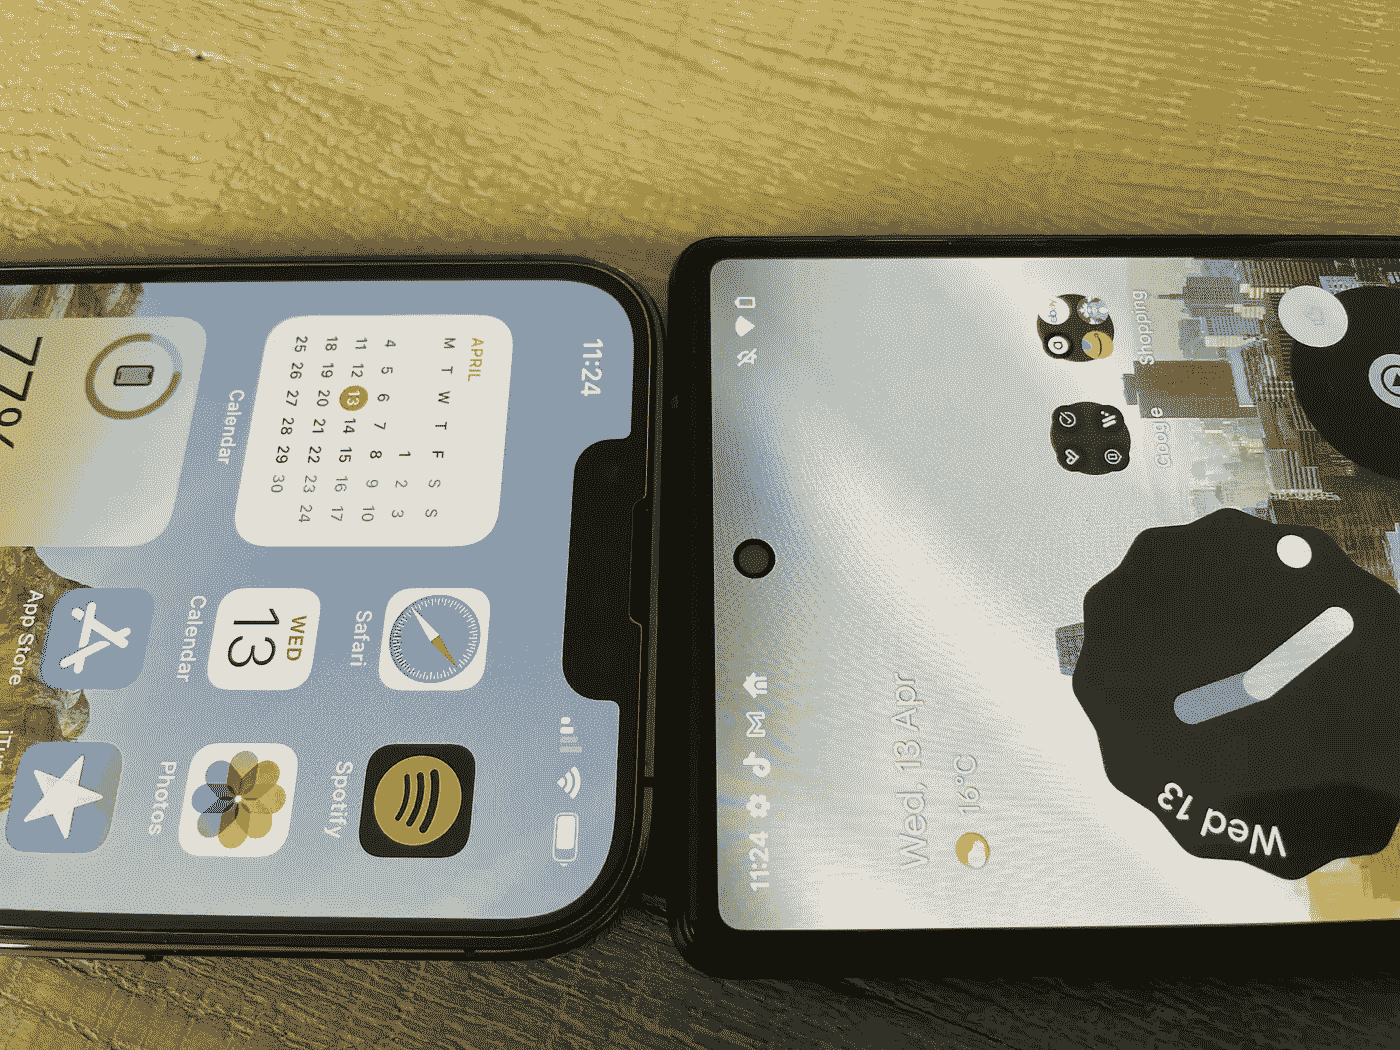 11:24
APRIL
M T W T F S S
1 2 3
4 5 6 7 8 9 10
11 12 13 14 15 16 17
18 19 20 21 22 23 24
25 26 27 28 29 30
Calendar
77%
Safari
Spotify
WED
13
Calendar
Photos
App Store
11:24
Wed, 13 Apr
16°C
Wed 13
Shopping
Google